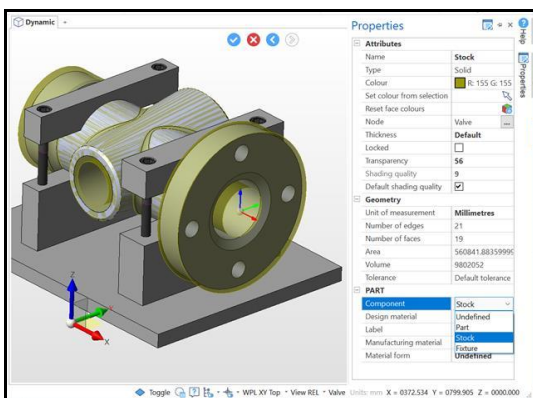 Dynamic
Properties
Help
Properties
Attributes
Name Stock
Type Solid
Colour R: 155 G: 155
Set colour from selection
Reset face colours
Node Valve ...
Thickness Default
Locked
Transparency 56
Shading quality 9
Default shading quality
Geometry
Unit of measurement Millimetres
Number of edges 21
Number of faces 19
Area 560841.88359999
Volume 9802052
Tolerance Default tolerance
PART
Component Stock
Design material Undefined
Label Part
Manufacturing material Stock
Fixture
Material form Undefined
Z
Y
X
Toggle WPL XY Top View REL Valve Units: mm X = 0372.534 Y = 0799.905 Z = 0000.000